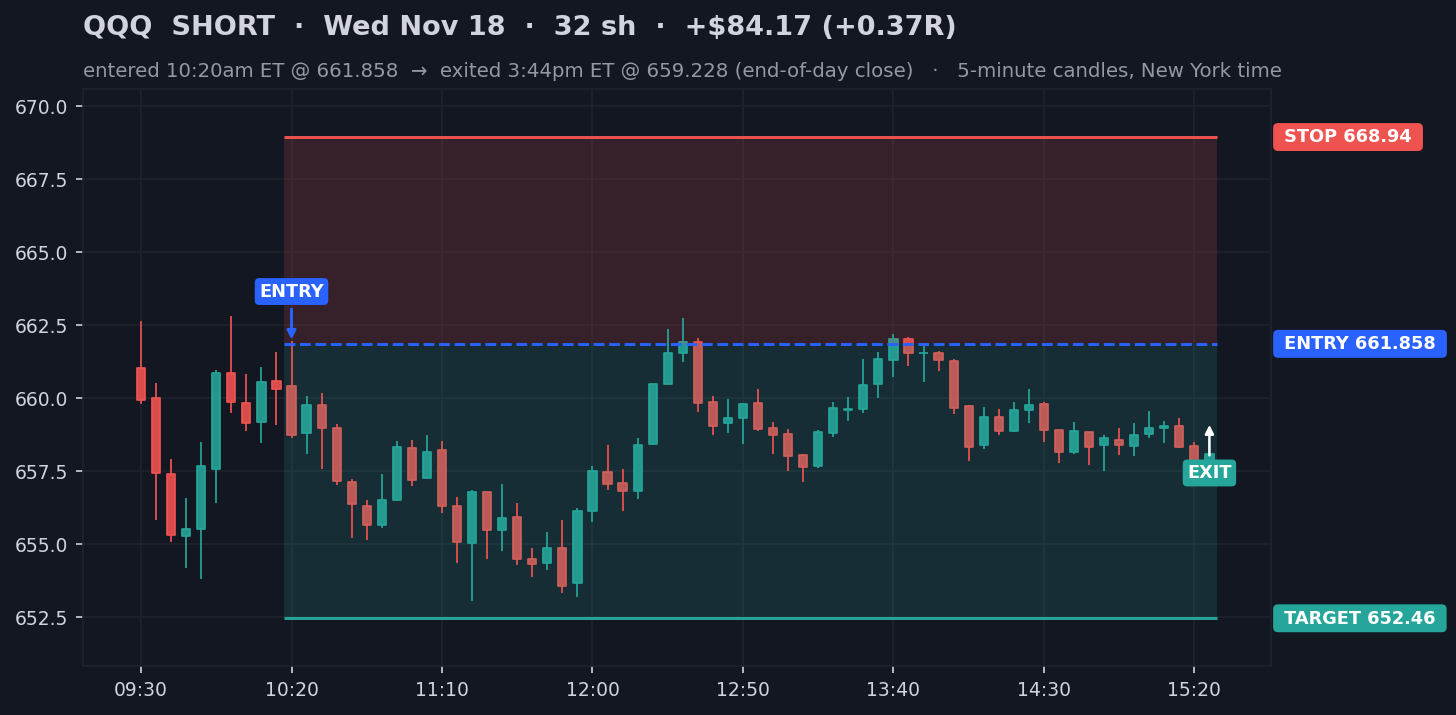 QQQ SHORT · Wed Nov 18 · 32 sh · +$84.17 (+0.37R)
entered 10:20am ET @ 661.858 → exited 3:44pm ET @ 659.228 (end-of-day close) · 5-minute candles, New York time
670.0
STOP 668.94
667.5
665.0
ENTRY
662.5
ENTRY 661.858
660.0
657.5
EXIT
655.0
652.5
TARGET 652.46
09:30 10:20 11:10 12:00 12:50 13:40 14:30 15:20